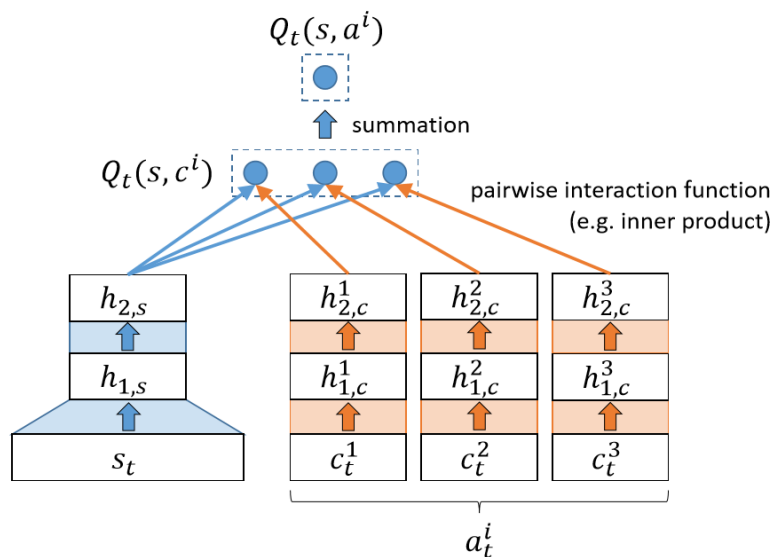 Q_t(s, a^i)
summation
Q_t(s, c^i)
pairwise interaction function
(e.g. inner product)
h_{2,s} h^1_{2,c} h^2_{2,c} h^3_{2,c}
h_{1,s} h^1_{1,c} h^2_{1,c} h^3_{1,c}
s_t c^1_t c^2_t c^3_t
a^i_t